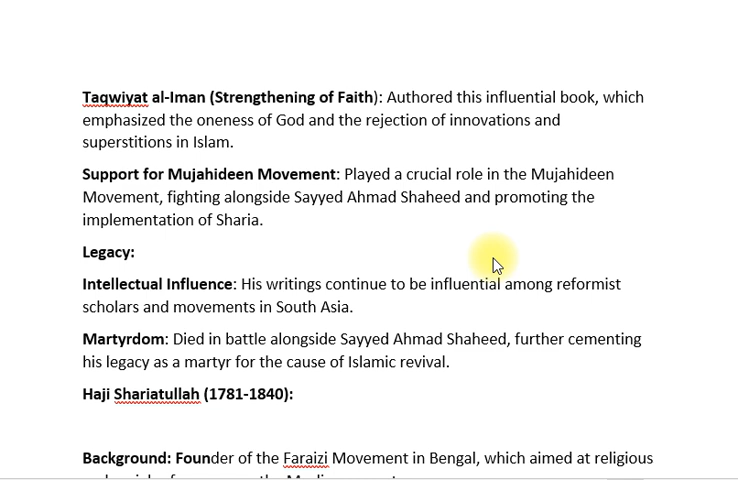 Taqwiyat al-Iman (Strengthening of Faith): Authored this influential book, which
emphasized the oneness of God and the rejection of innovations and
superstitions in Islam.
Support for Mujahideen Movement: Played a crucial role in the Mujahideen
Movement, fighting alongside Sayyed Ahmad Shaheed and promoting the
implementation of Sharia.
Legacy:
Intellectual Influence: His writings continue to be influential among reformist
scholars and movements in South Asia.
Martyrdom: Died in battle alongside Sayyed Ahmad Shaheed, further cementing
his legacy as a martyr for the cause of Islamic revival.
Haji Shariatullah (1781-1840):
Background: Founder of the Faraizi Movement in Bengal, which aimed at religious